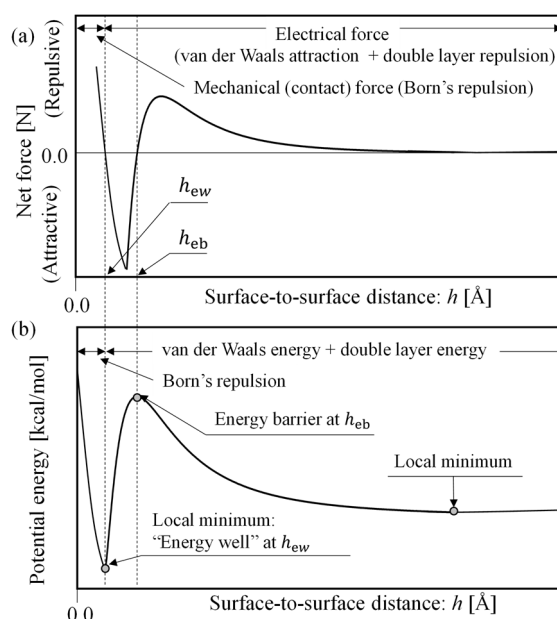 (a)
Electrical force
(van der Waals attraction + double layer repulsion)
Mechanical (contact) force (Born's repulsion)
Net force [N]
(Attractive) (Repulsive)
0.0
h_ew
h_eb
0.0
Surface-to-surface distance: h [Å]
(b)
van der Waals energy + double layer energy
Born's repulsion
Energy barrier at h_eb
Local minimum
Local minimum:
"Energy well" at h_ew
Potential energy [kcal/mol]
0.0
Surface-to-surface distance: h [Å]